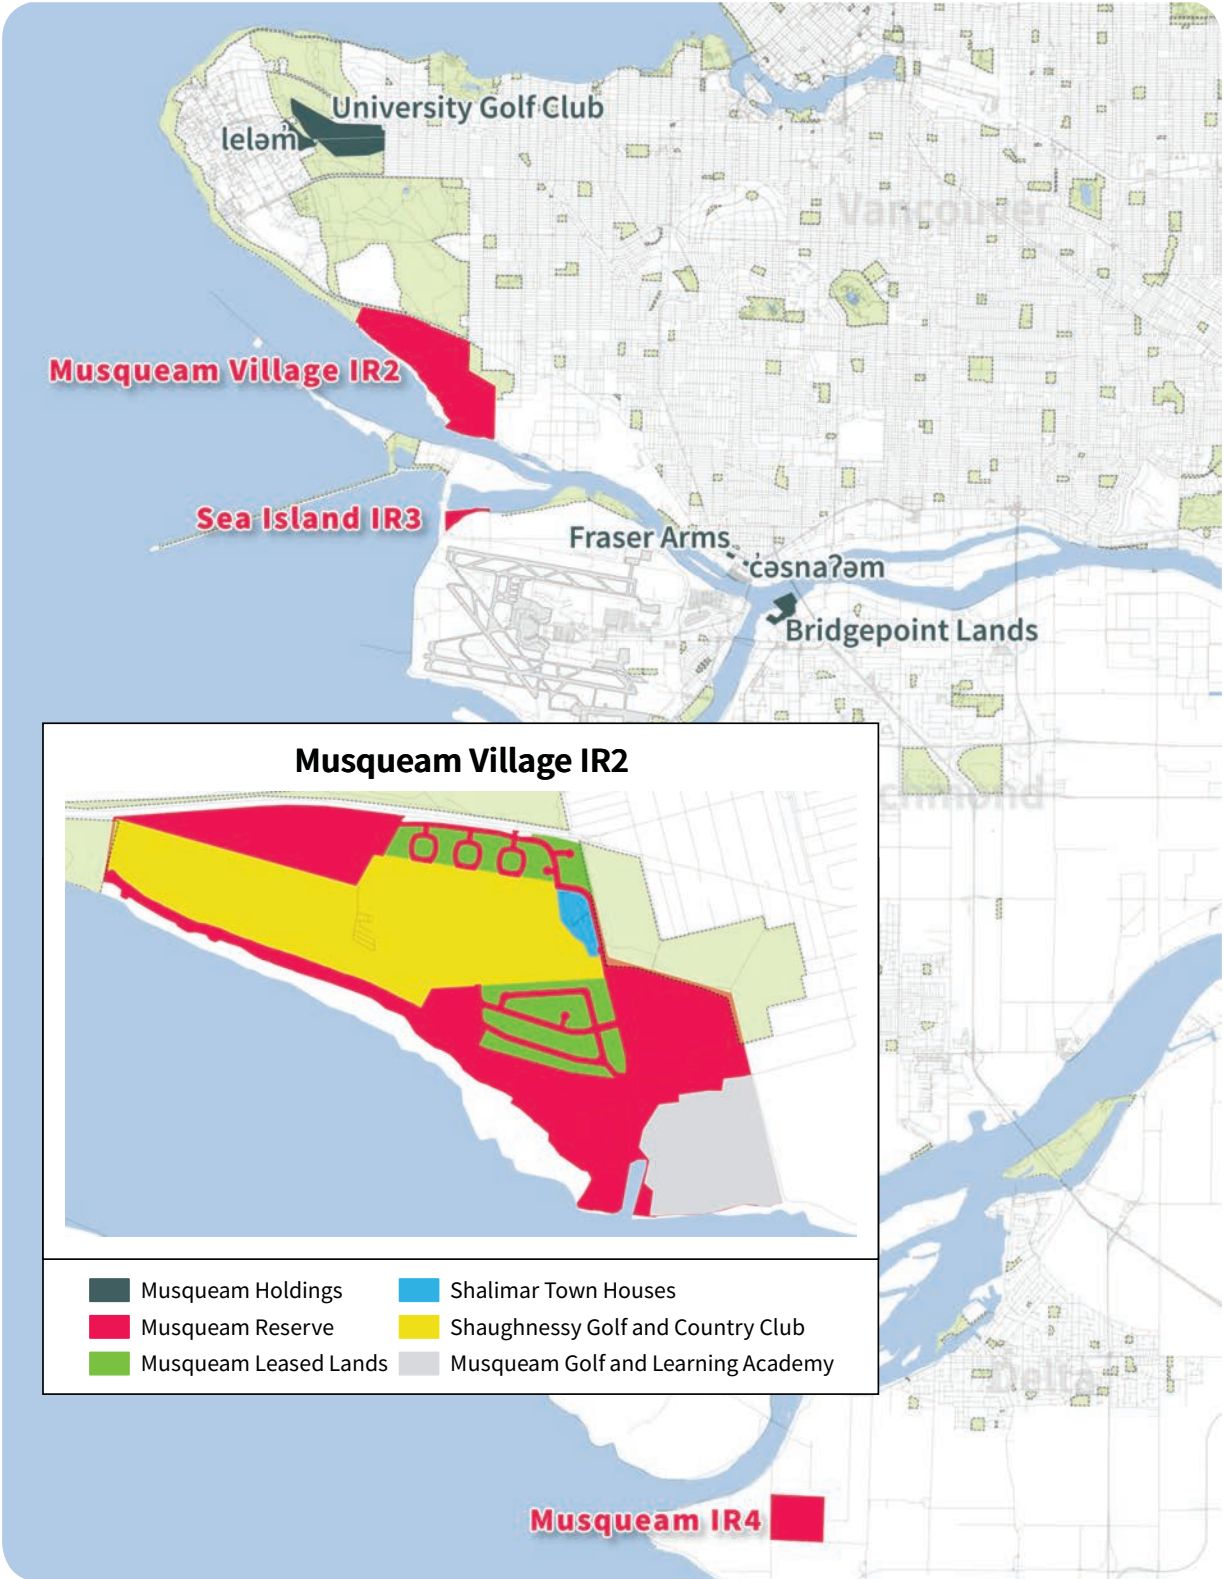 University Golf Club
leləm̓
Vancouver
Musqueam Village IR2
Sea Island IR3
Fraser Arms
c̓əsnaʔəm
Bridgepoint Lands
Musqueam Village IR2
Musqueam Holdings
Musqueam Reserve
Musqueam Leased Lands
Shalimar Town Houses
Shaughnessy Golf and Country Club
Musqueam Golf and Learning Academy
chmond
Delta
Musqueam IR4